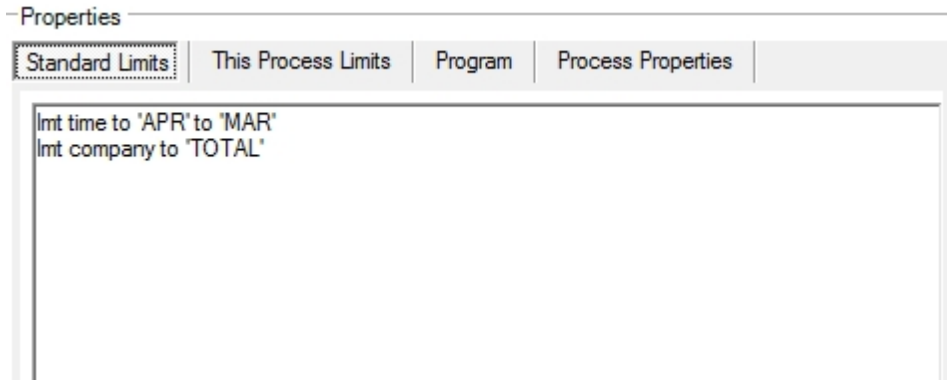 Properties
Standard Limits This Process Limits Program Process Properties
lmt time to 'APR' to 'MAR'
lmt company to 'TOTAL'